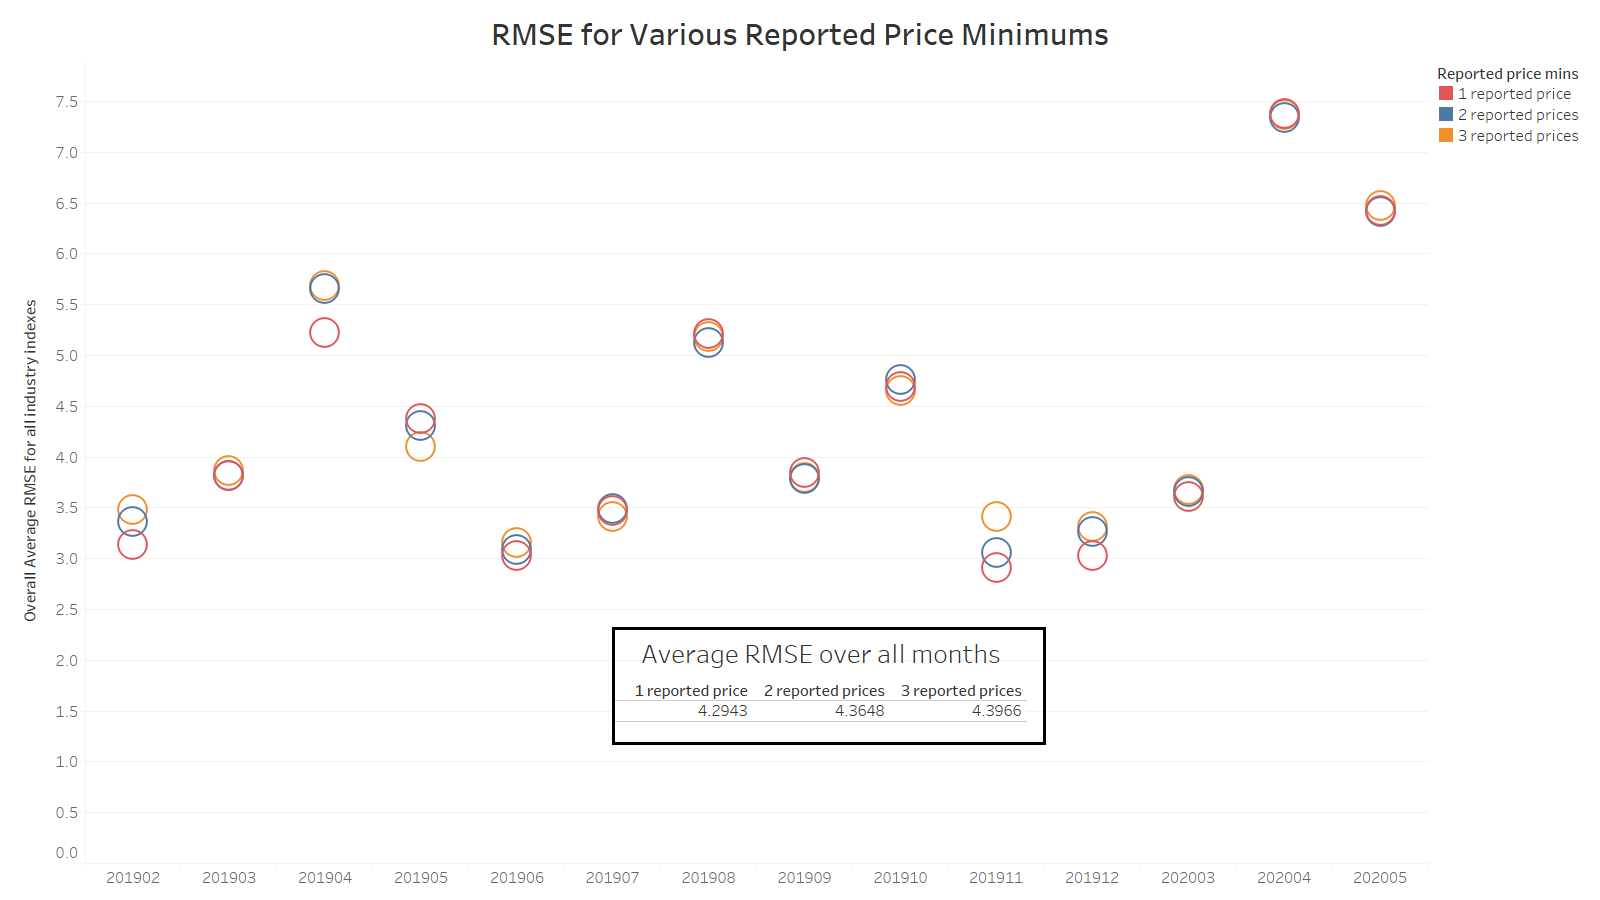 RMSE for Various Reported Price Minimums
Reported price mins
1 reported price
2 reported prices
3 reported prices
Overall Average RMSE for all industry indexes
7.5
7.0
6.5
6.0
5.5
5.0
4.5
4.0
3.5
3.0
2.5
2.0
1.5
1.0
0.5
0.0
Average RMSE over all months
1 reported price 2 reported prices 3 reported prices
4.2943 4.3648 4.3966
201902 201903 201904 201905 201906 201907 201908 201909 201910 201911 201912 202003 202004 202005